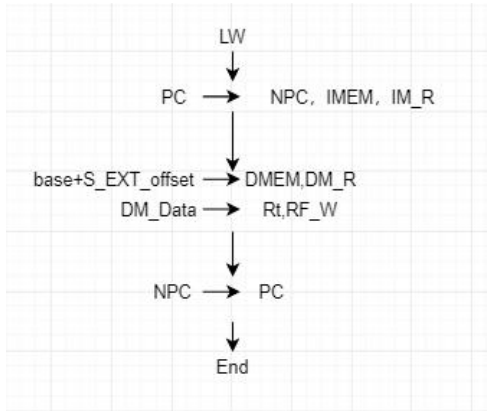 LW
PC NPC, IMEM, IM_R
base+S_EXT_offset DMEM,DM_R
DM_Data Rt,RF_W
NPC PC
End